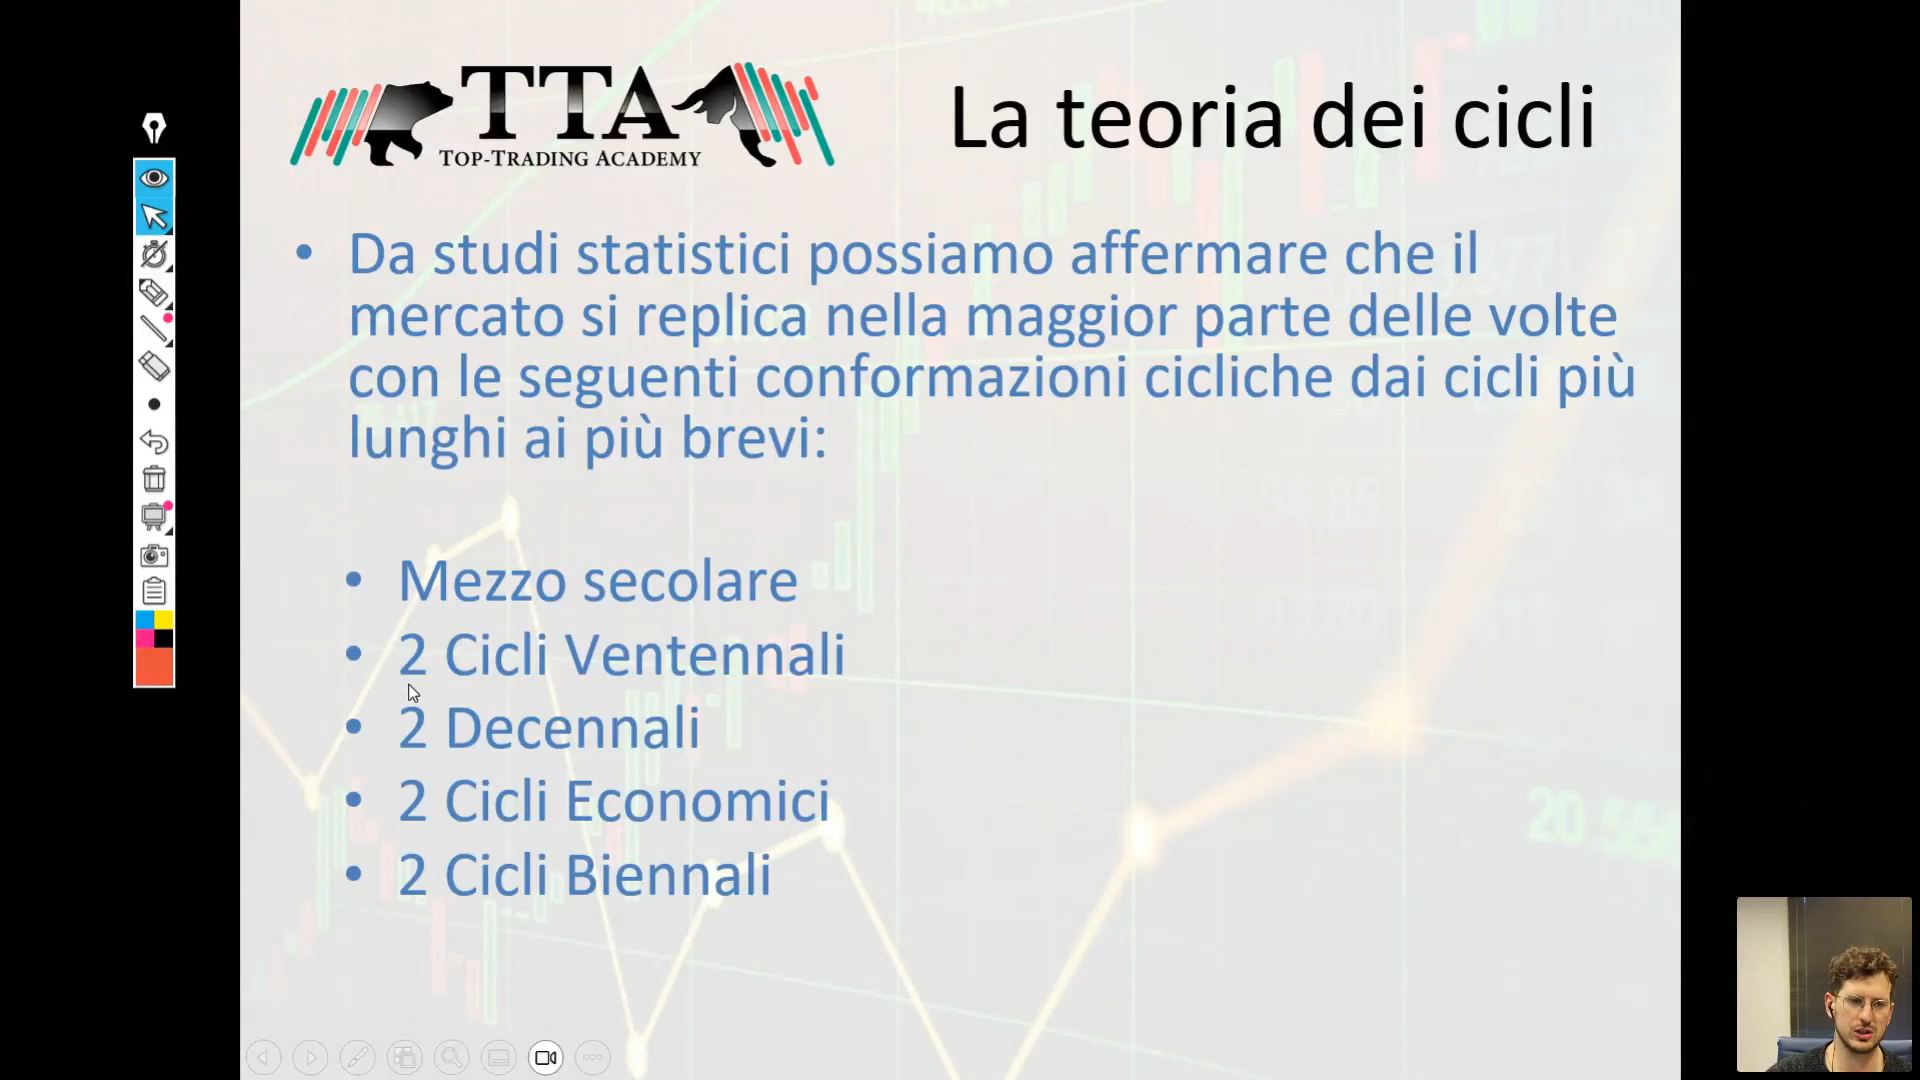 TTA
TOP-TRADING ACADEMY
La teoria dei cicli
• Da studi statistici possiamo affermare che il
mercato si replica nella maggior parte delle volte
con le seguenti conformazioni cicliche dai cicli più
lunghi ai più brevi:
• Mezzo secolare
• 2 Cicli Ventennali
• 2 Decennali
• 2 Cicli Economici
• 2 Cicli Biennali